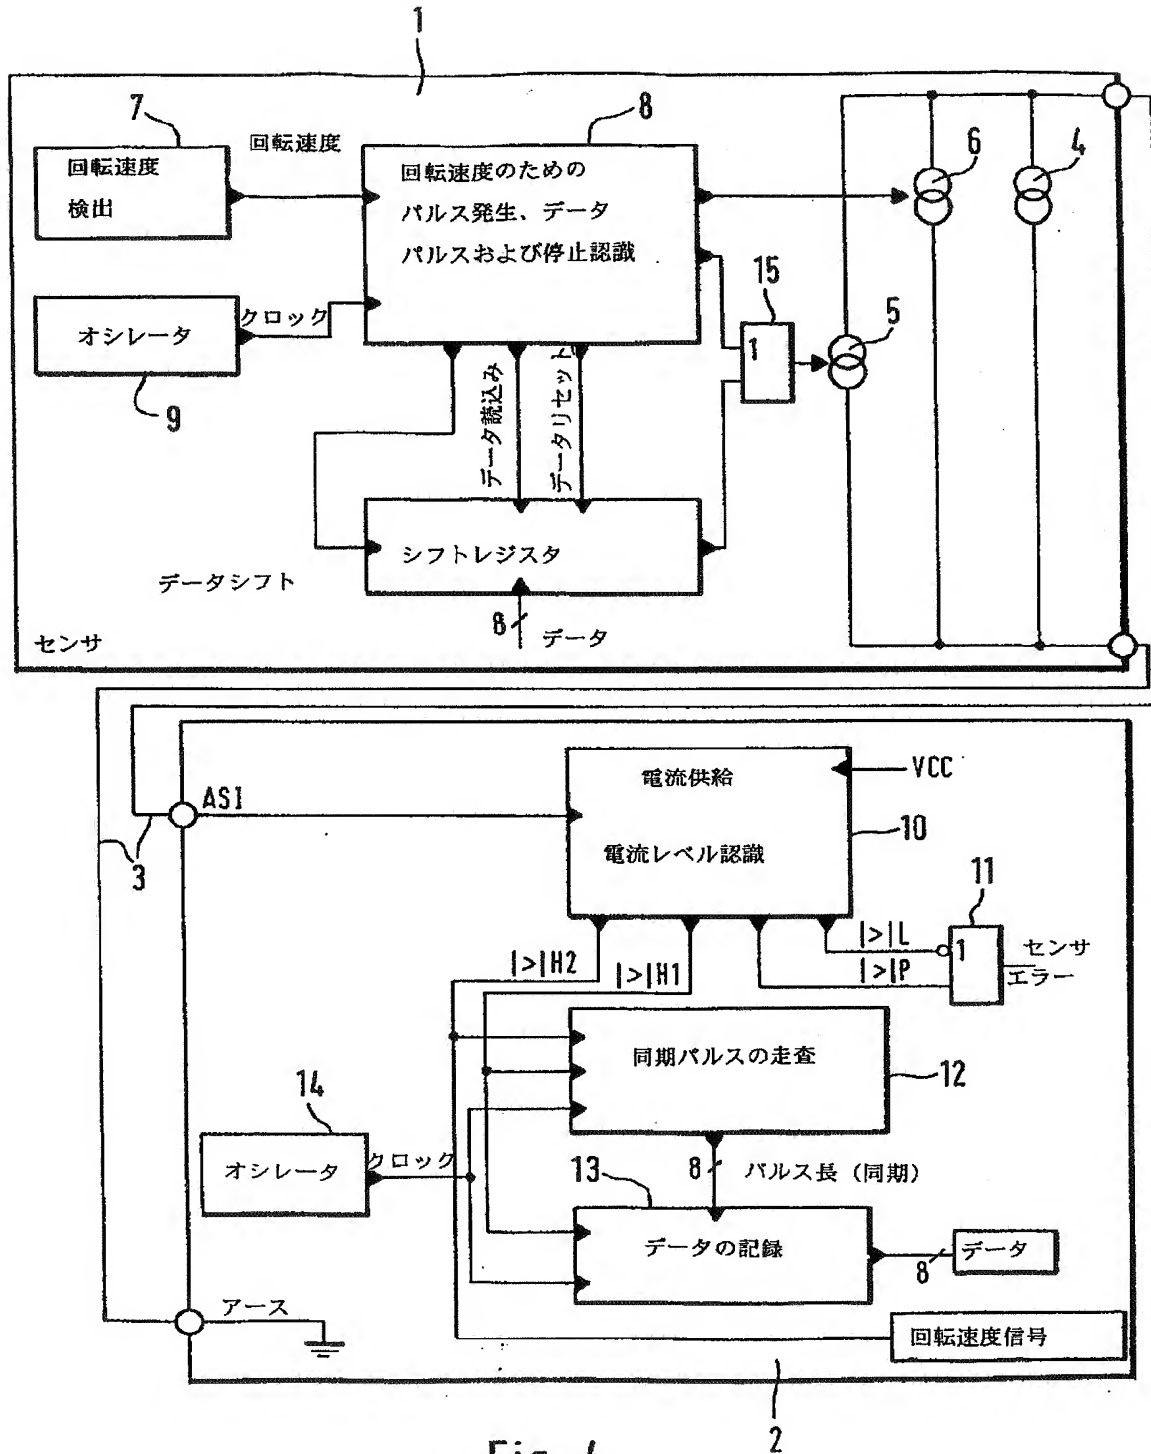 1
7
回転速度
検出
回転速度
8
回転速度のための
パルス発生、データ
パルスおよび停止認識
6
4
15
1
5
オシレータ
クロック
9
データ読込み
データリセット
シフトレジスタ
データシフト
8
データ
センサ
ASI
3
電流供給
VCC
電流レベル認識
10
11
|>|H2
|>|H1
|>|L
|>|P
1
センサ
エラー
同期パルスの走査
12
14
オシレータ
クロック
8
パルス長（同期）
13
データの記録
8
データ
アース
回転速度信号
2